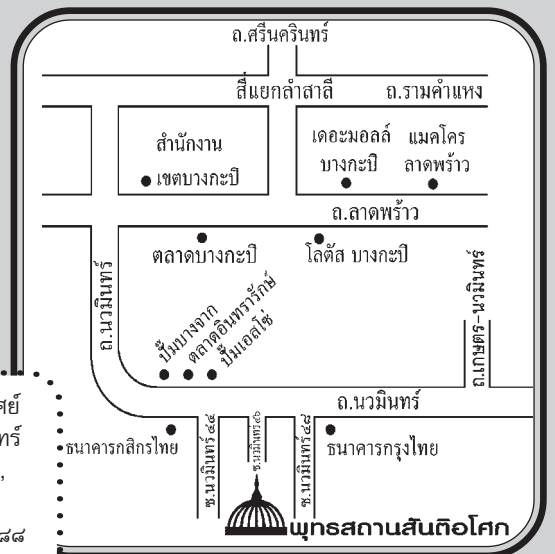 ถ.ศรีนครินทร์
สี่แยกลำสาลี
ถ.รามคำแหง
สำนักงาน
เขตบางกะปิ
เดอะมอลล์
บางกะปิ
แมคโคร
ลาดพร้าว
ถ.ลาดพร้าว
ตลาดบางกะปิ
โลตัส บางกะปิ
ถ.นวมินทร์
ปั๊มบางจาก
ตลาดอินทรารักษ์
ปั๊มเอสโซ่
ถ.เกษตร-นวมินทร์
ถ.นวมินทร์
ธนาคารกสิกรไทย
ซ.นวมินทร์ ๔๔
ซ.นวมินทร์ ๔๖
ซ.นวมินทร์ ๔๘
ธนาคารกรุงไทย
พุทธสถานสันติอโศก